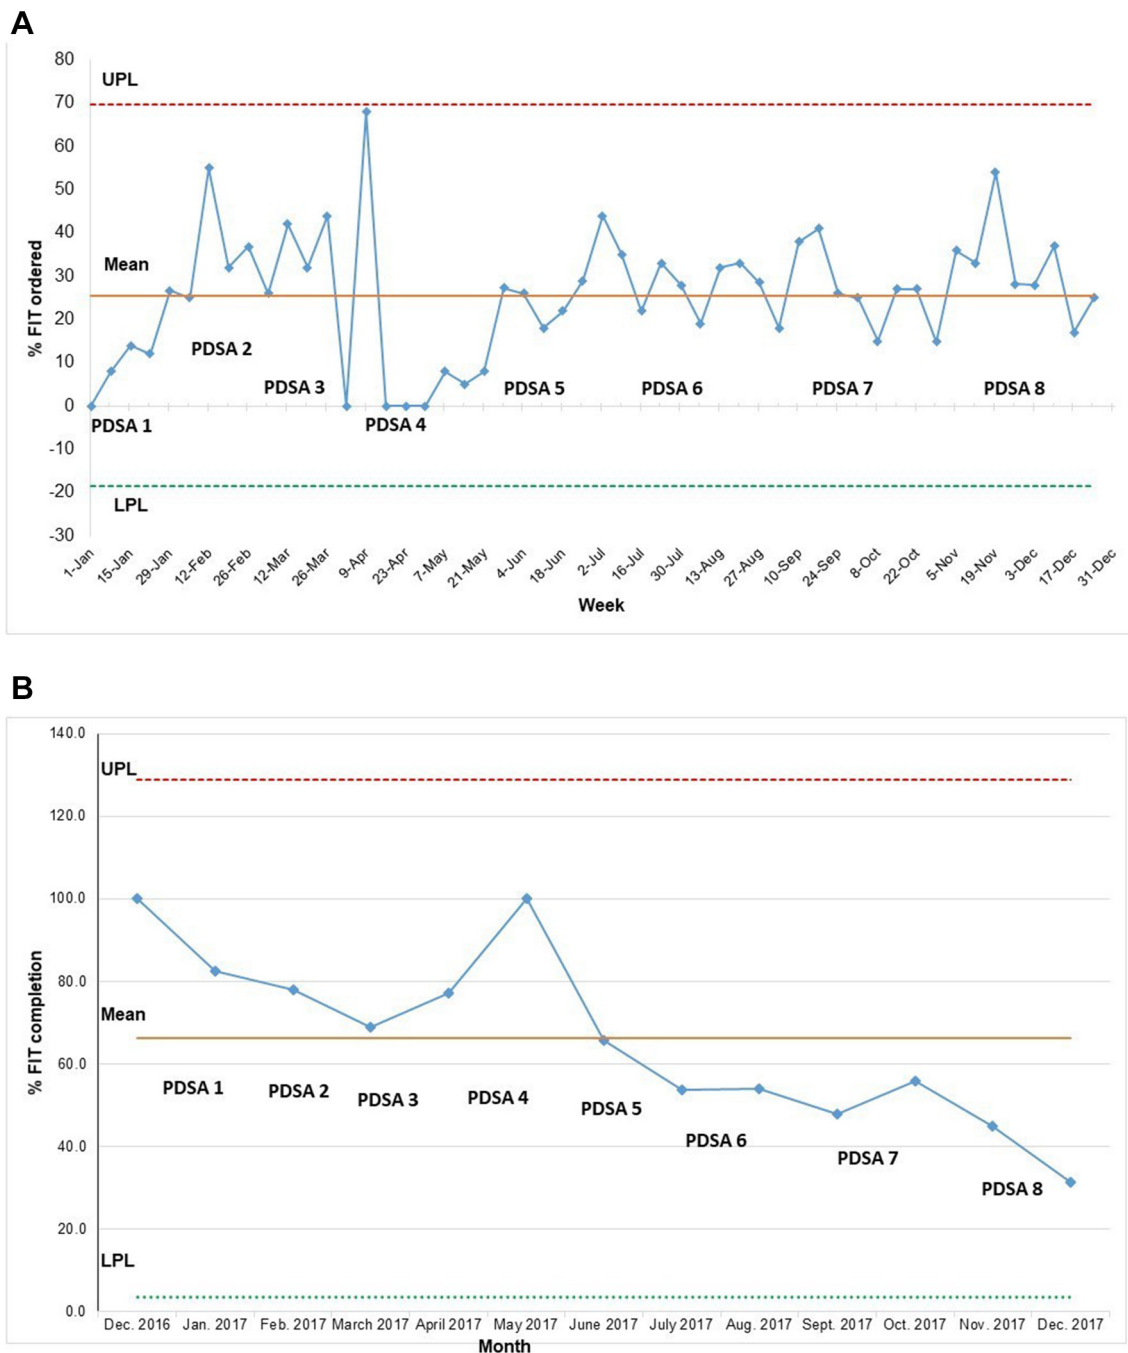 A
80
UPL
70
60
50
40
Mean
30
20
PDSA 2
10
PDSA 3
PDSA 5
PDSA 6
PDSA 7
PDSA 8
0
PDSA 1
PDSA 4
-10
-20
LPL
-30
% FIT ordered
1-Jan 15-Jan 29-Jan 12-Feb 26-Feb 12-Mar 26-Mar 9-Apr 23-Apr 7-May 21-May 4-Jun 18-Jun 2-Jul 16-Jul 30-Jul 13-Aug 27-Aug 10-Sep 24-Sep 8-Oct 22-Oct 5-Nov 19-Nov 3-Dec 17-Dec 31-Dec
Week
B
140.0
UPL
120.0
100.0
80.0
Mean
60.0
PDSA 1
PDSA 2
PDSA 3
PDSA 4
PDSA 5
PDSA 6
40.0
PDSA 7
PDSA 8
20.0
LPL
0.0
% FIT completion
Dec. 2016 Jan. 2017 Feb. 2017 March 2017 April 2017 May 2017 June 2017 July 2017 Aug. 2017 Sept. 2017 Oct. 2017 Nov. 2017 Dec. 2017
Month